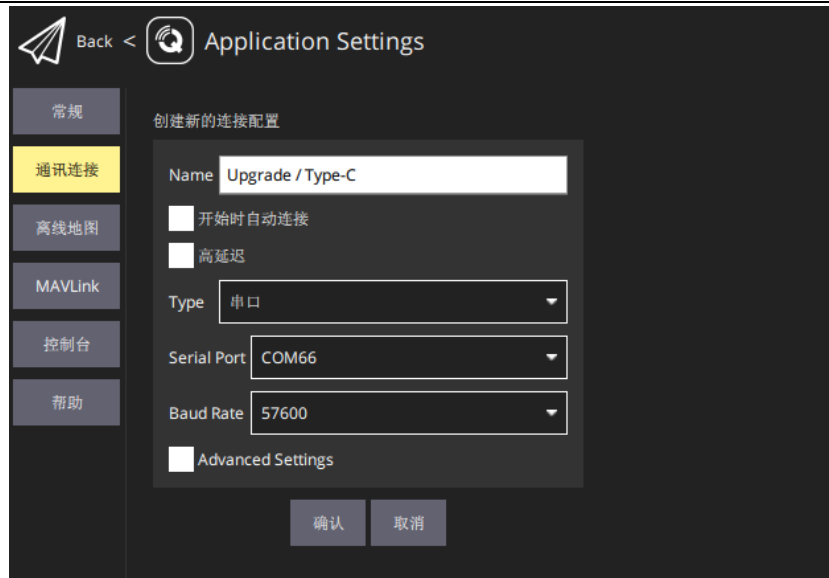 Back < Application Settings
常规
通讯连接
离线地图
MAVLink
控制台
帮助
创建新的连接配置
Name Upgrade / Type-C
开始时自动连接
高延迟
Type 串口
Serial Port COM66
Baud Rate 57600
Advanced Settings
确认 取消